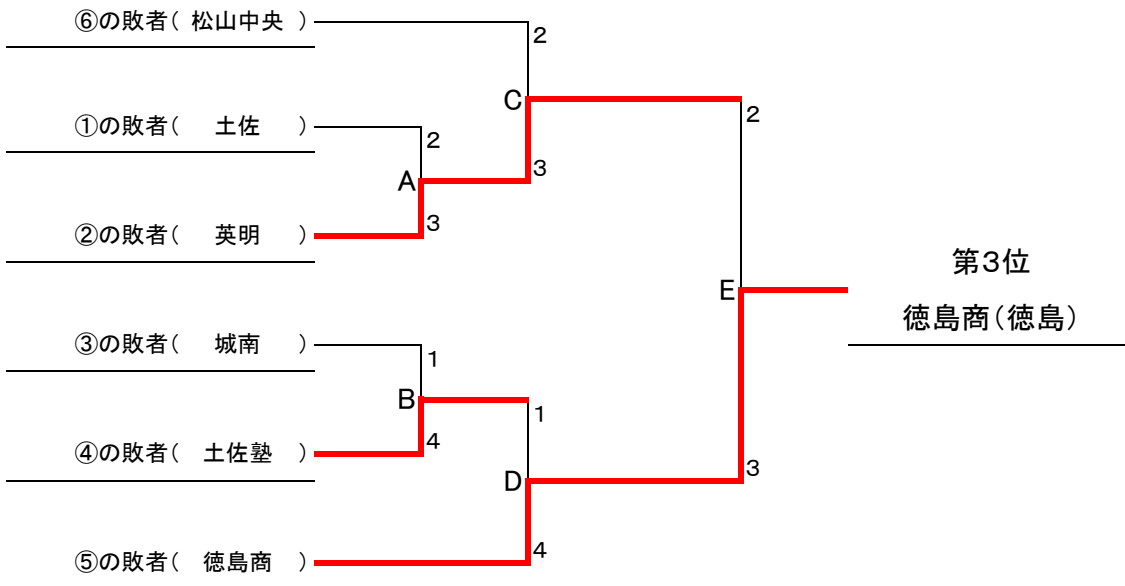 ⑥の敗者( 松山中央 )
2
C
①の敗者( 土佐 )
2
2
A
3
3
②の敗者( 英明 )
第3位
E
徳島商(徳島)
③の敗者( 城南 )
1
B
1
4
④の敗者( 土佐塾 )
3
D
4
⑤の敗者( 徳島商 )